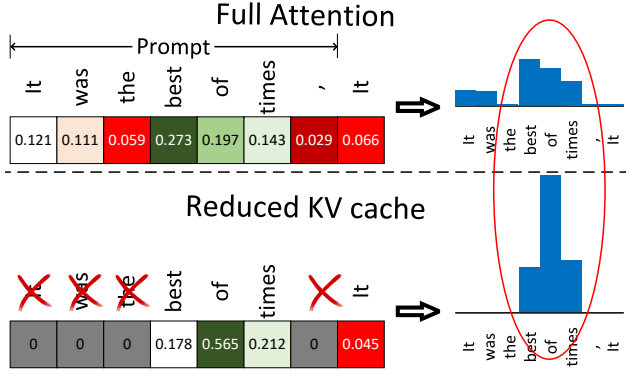 Full Attention
Prompt
It was the best of times , It
0.121 0.111 0.059 0.273 0.197 0.143 0.029 0.066
It was the best of times , It
Reduced KV cache
It was the best of times , It
0 0 0 0.178 0.565 0.212 0 0.045
It was the best of times , It